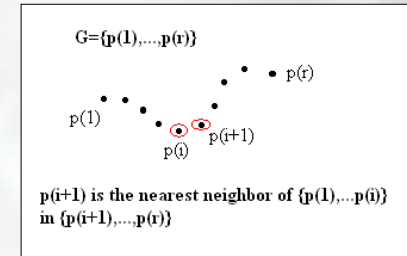 G={p(1),...,p(r)}
p(r)
p(1)
p(i+1)
p(i)
p(i+1) is the nearest neighbor of {p(1),...p(i)}
in {p(i+1),...,p(r)}